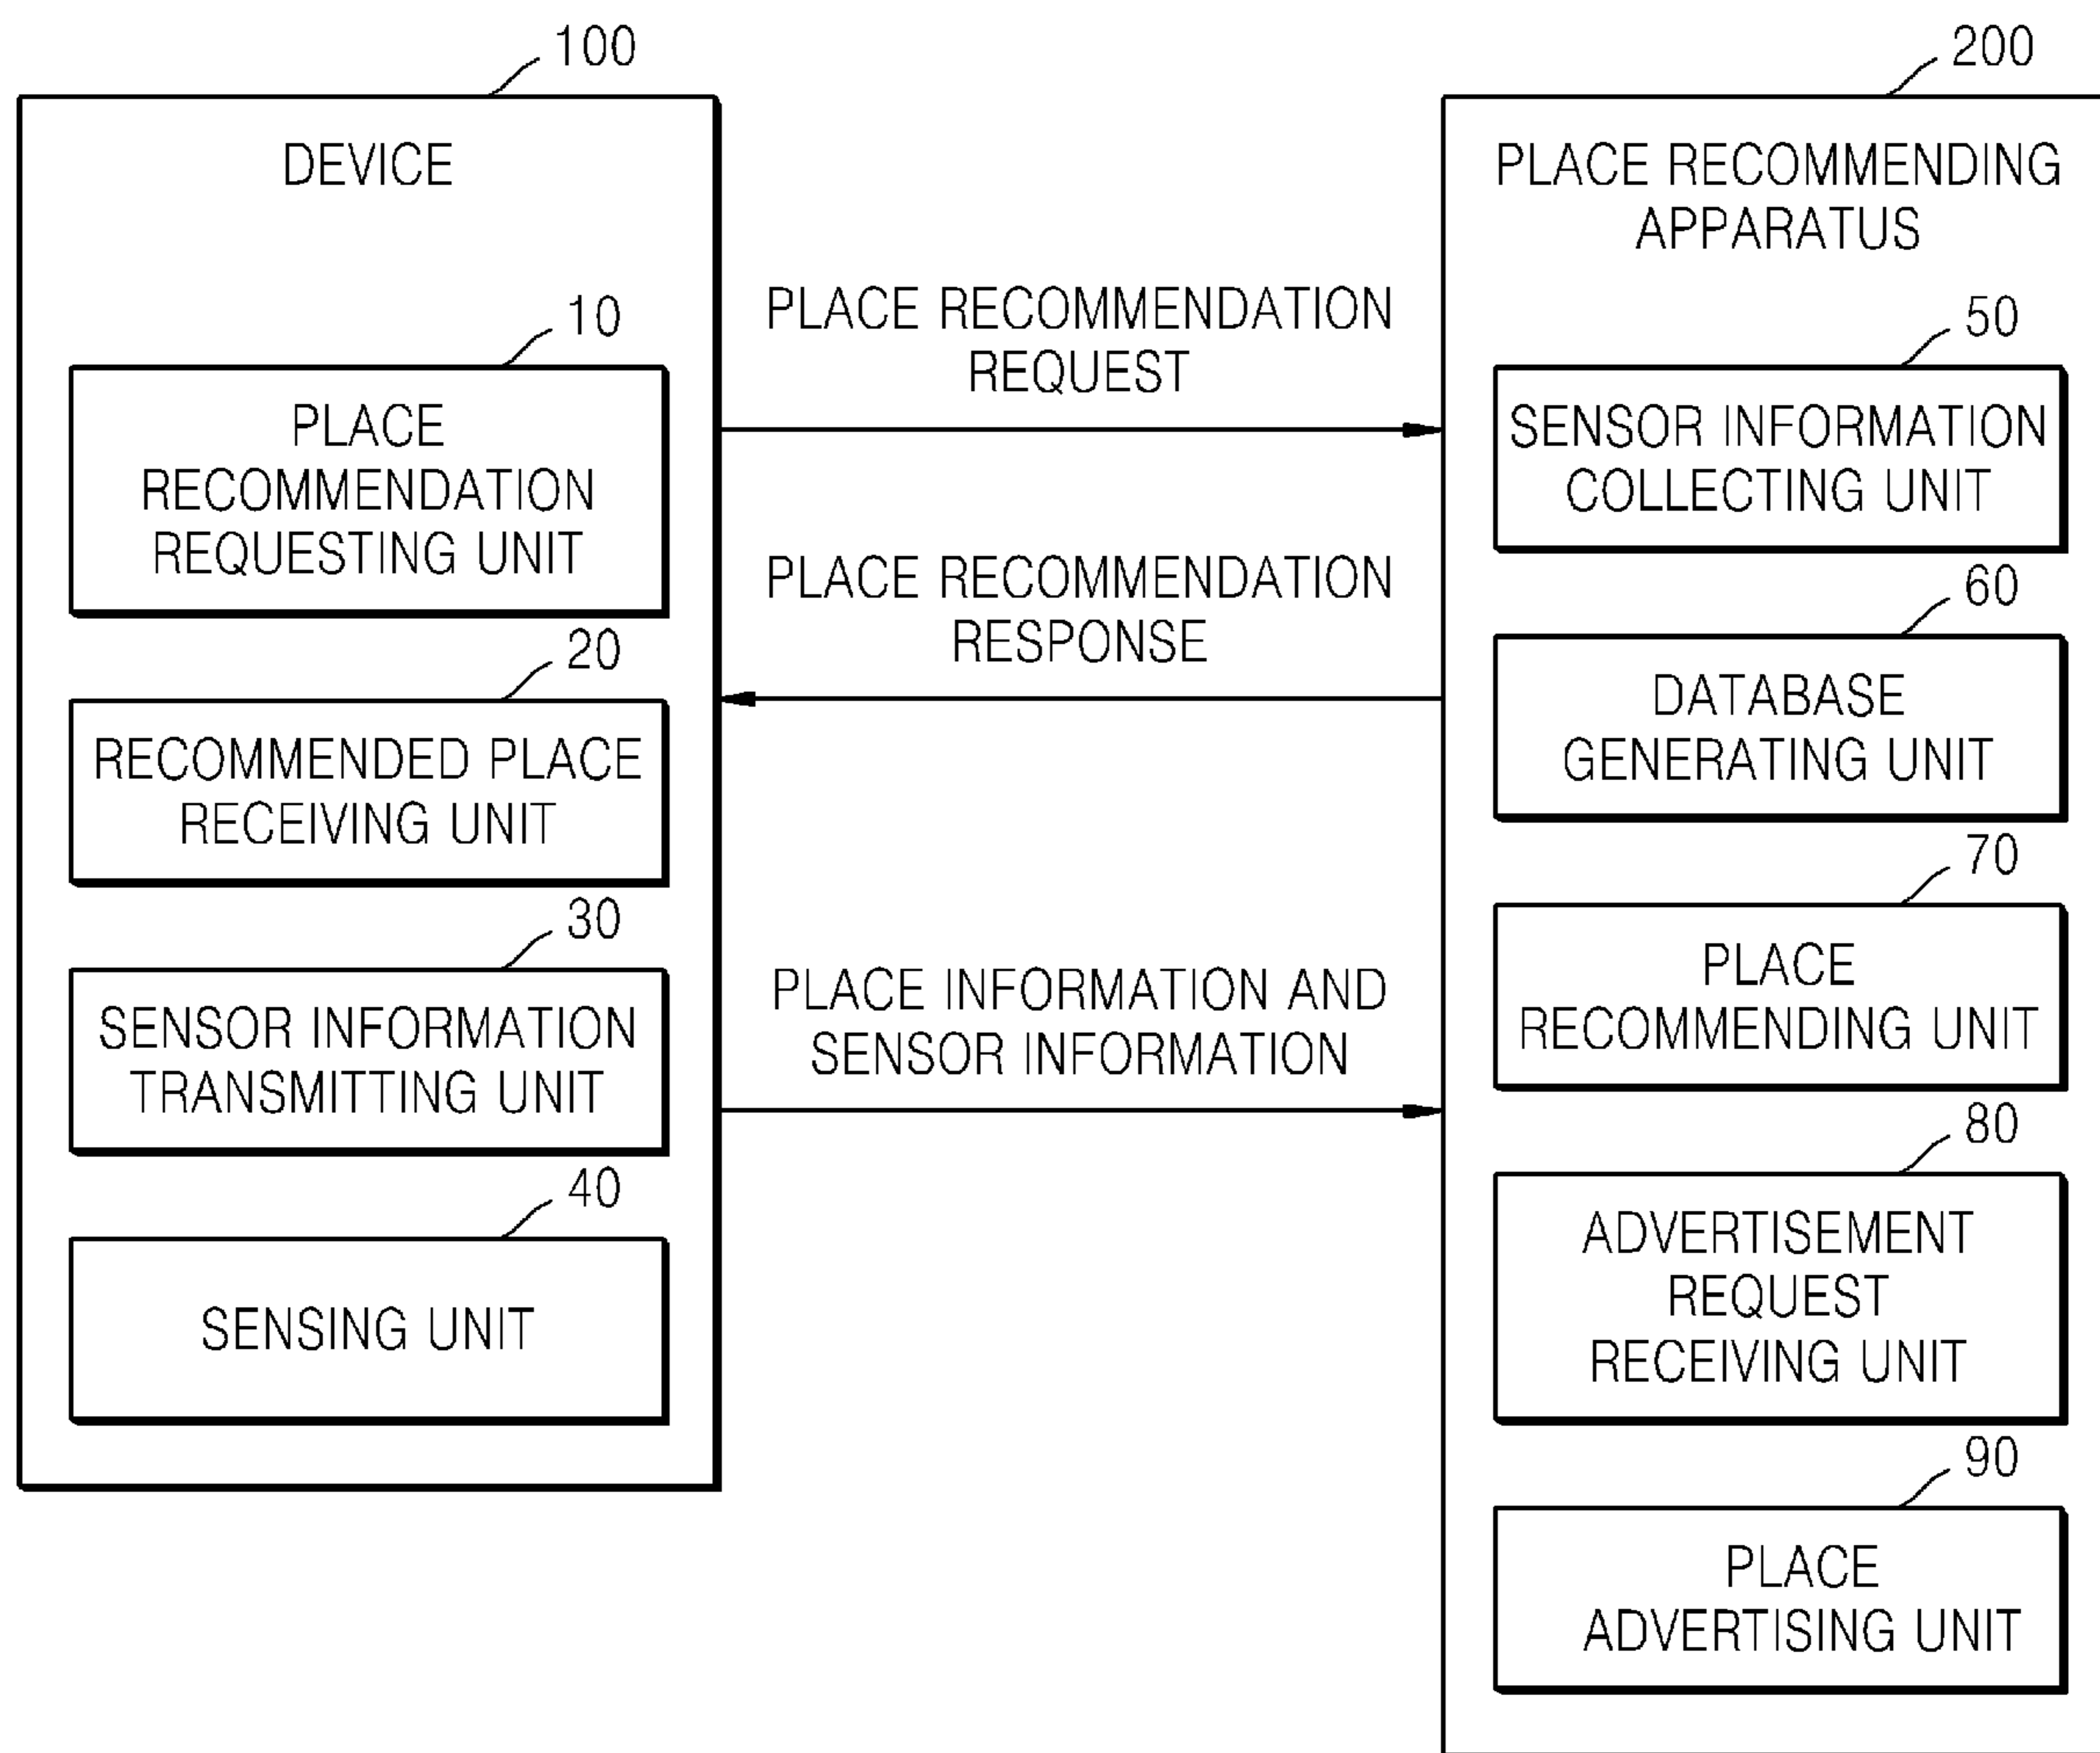 100
DEVICE
10
PLACE
RECOMMENDATION
REQUESTING UNIT
20
RECOMMENDED PLACE
RECEIVING UNIT
30
SENSOR INFORMATION
TRANSMITTING UNIT
40
SENSING UNIT
PLACE RECOMMENDATION
REQUEST
PLACE RECOMMENDATION
RESPONSE
PLACE INFORMATION AND
SENSOR INFORMATION
200
PLACE RECOMMENDING
APPARATUS
50
SENSOR INFORMATION
COLLECTING UNIT
60
DATABASE
GENERATING UNIT
70
PLACE
RECOMMENDING UNIT
80
ADVERTISEMENT
REQUEST
RECEIVING UNIT
90
PLACE
ADVERTISING UNIT